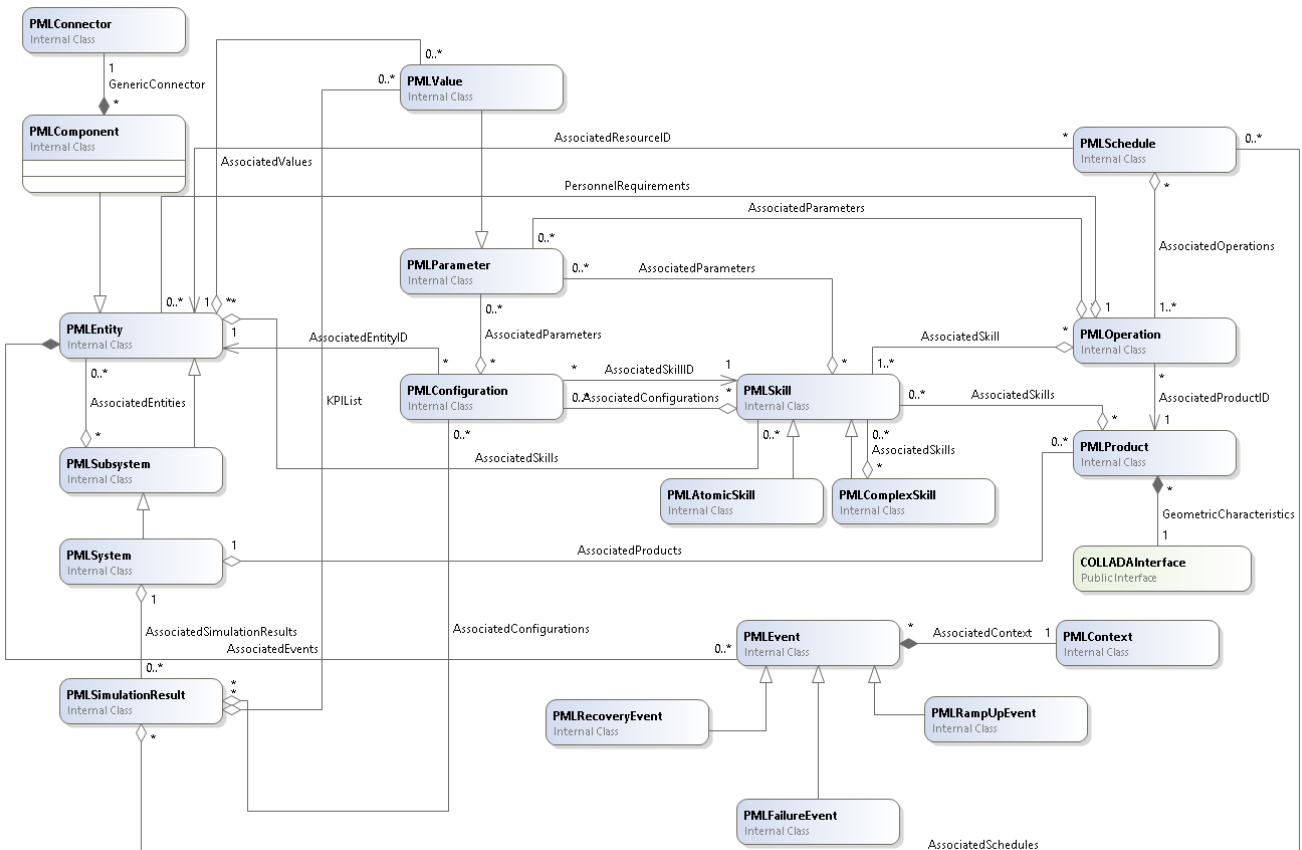 PMLConnector
Internal Class
1
GenericConnector
*
PMLComponent
Internal Class
0..*
0..*
PMLValue
Internal Class
AssociatedValues
AssociatedResourceID
*
PMLSchedule
Internal Class
0..*
*
PersonnelRequirements
AssociatedParameters
0..*
PMLParameter
Internal Class
0..*
AssociatedParameters
0..*
AssociatedParameters
*
AssociatedOperations
1..*
0..*
1
**
1
PMLEntity
Internal Class
AssociatedEntityID
*
1
PMLOperation
Internal Class
*
AssociatedSkill
1..*
0..*
AssociatedEntities
*
KPIList
PMLConfiguration
Internal Class
*
AssociatedSkillID
1
*
0..*
AssociatedConfigurations
*
PMLSkill
Internal Class
0..*
AssociatedSkills
*
*
AssociatedProductID
1
0..*
PMLProduct
Internal Class
0..*
AssociatedSkills
0..*
0..*
AssociatedSkills
*
PMLSubsystem
Internal Class
PMLAtomicSkill
Internal Class
PMLComplexSkill
Internal Class
*
GeometricCharacteristics
1
PMLSystem
Internal Class
1
AssociatedProducts
COLLADAInterface
Public Interface
1
AssociatedSimulationResults
AssociatedEvents
0..*
AssociatedConfigurations
0..*
PMLEvent
Internal Class
*
AssociatedContext
1
PMLContext
Internal Class
PMLSimulationResult
Internal Class
*
*
*
PMLRecoveryEvent
Internal Class
PMLRampUpEvent
Internal Class
PMLFailureEvent
Internal Class
AssociatedSchedules